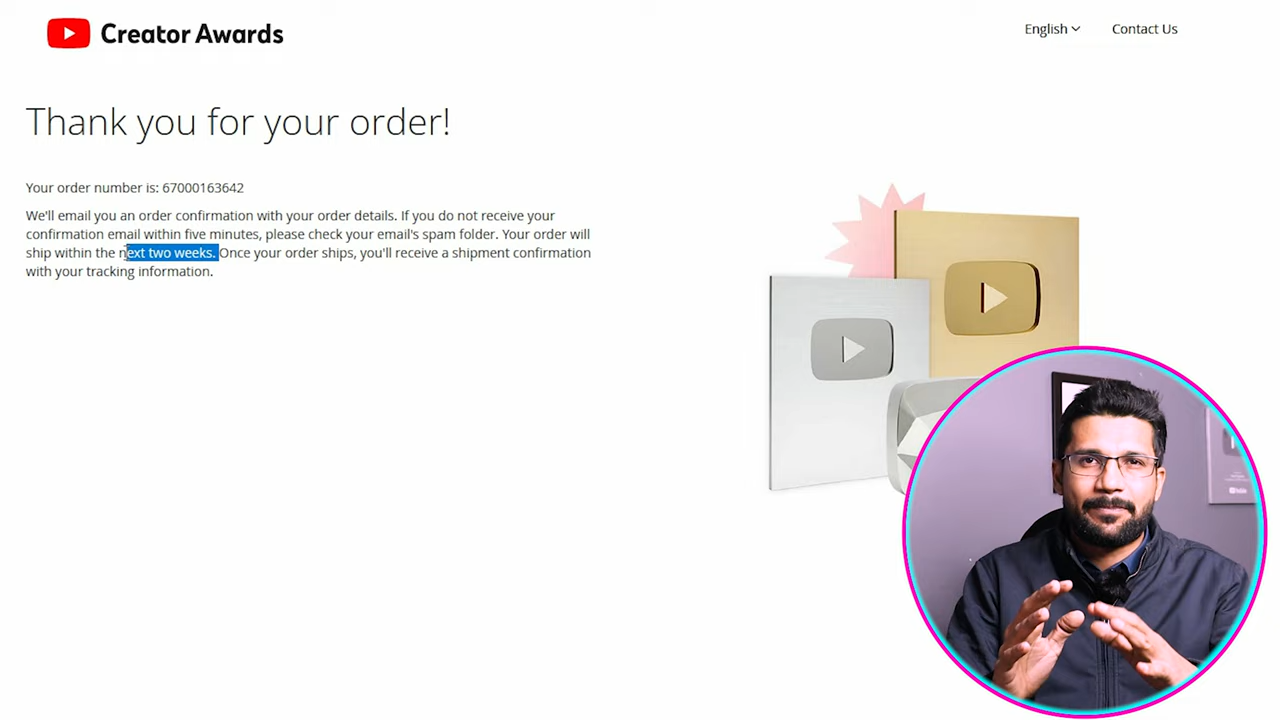 Creator Awards
English
Contact Us
Thank you for your order!
Your order number is: 67000163642
We'll email you an order confirmation with your order details. If you do not receive your
confirmation email within five minutes, please check your email's spam folder. Your order will
ship within the next two weeks. Once your order ships, you'll receive a shipment confirmation
with your tracking information.